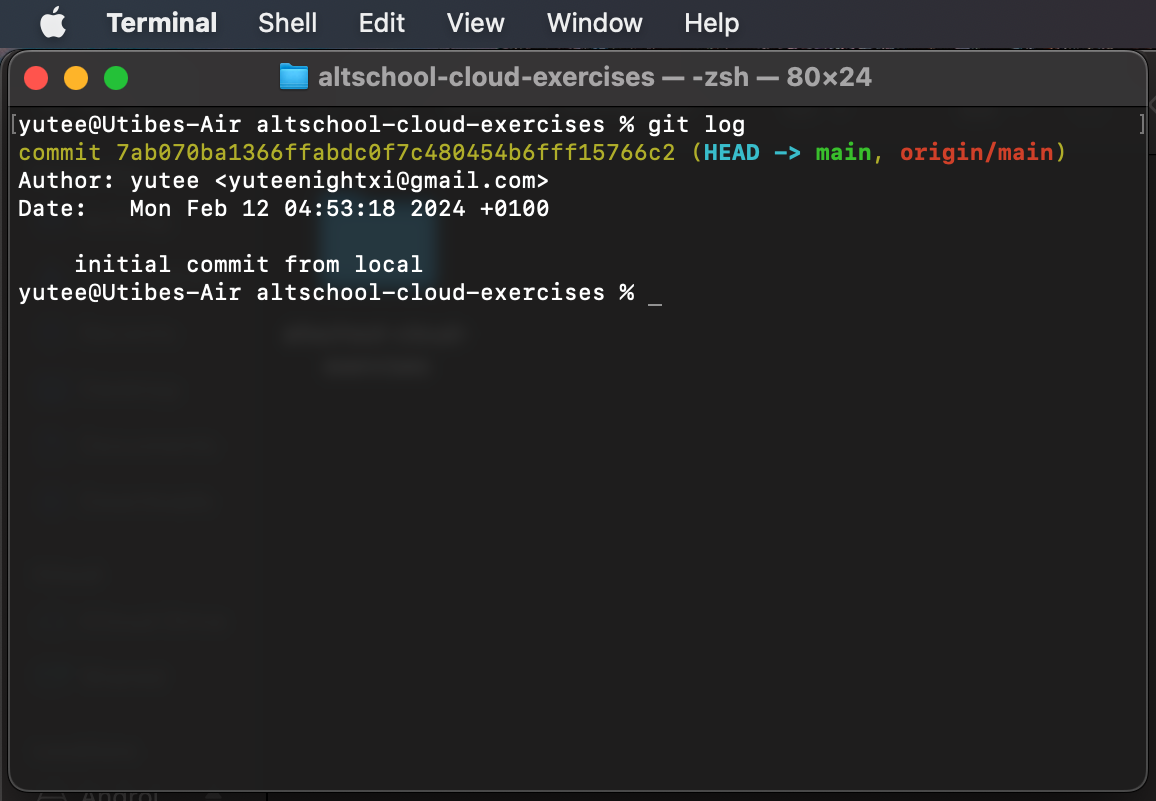 Terminal Shell Edit View Window Help
altschool-cloud-exercises — -zsh — 80×24
[yutee@Utibes-Air altschool-cloud-exercises % git log ]
commit 7ab070ba1366ffabdc0f7c480454b6fff15766c2 (HEAD -> main, origin/main)
Author: yutee <yuteenightxi@gmail.com>
Date:   Mon Feb 12 04:53:18 2024 +0100
    initial commit from local
yutee@Utibes-Air altschool-cloud-exercises % _